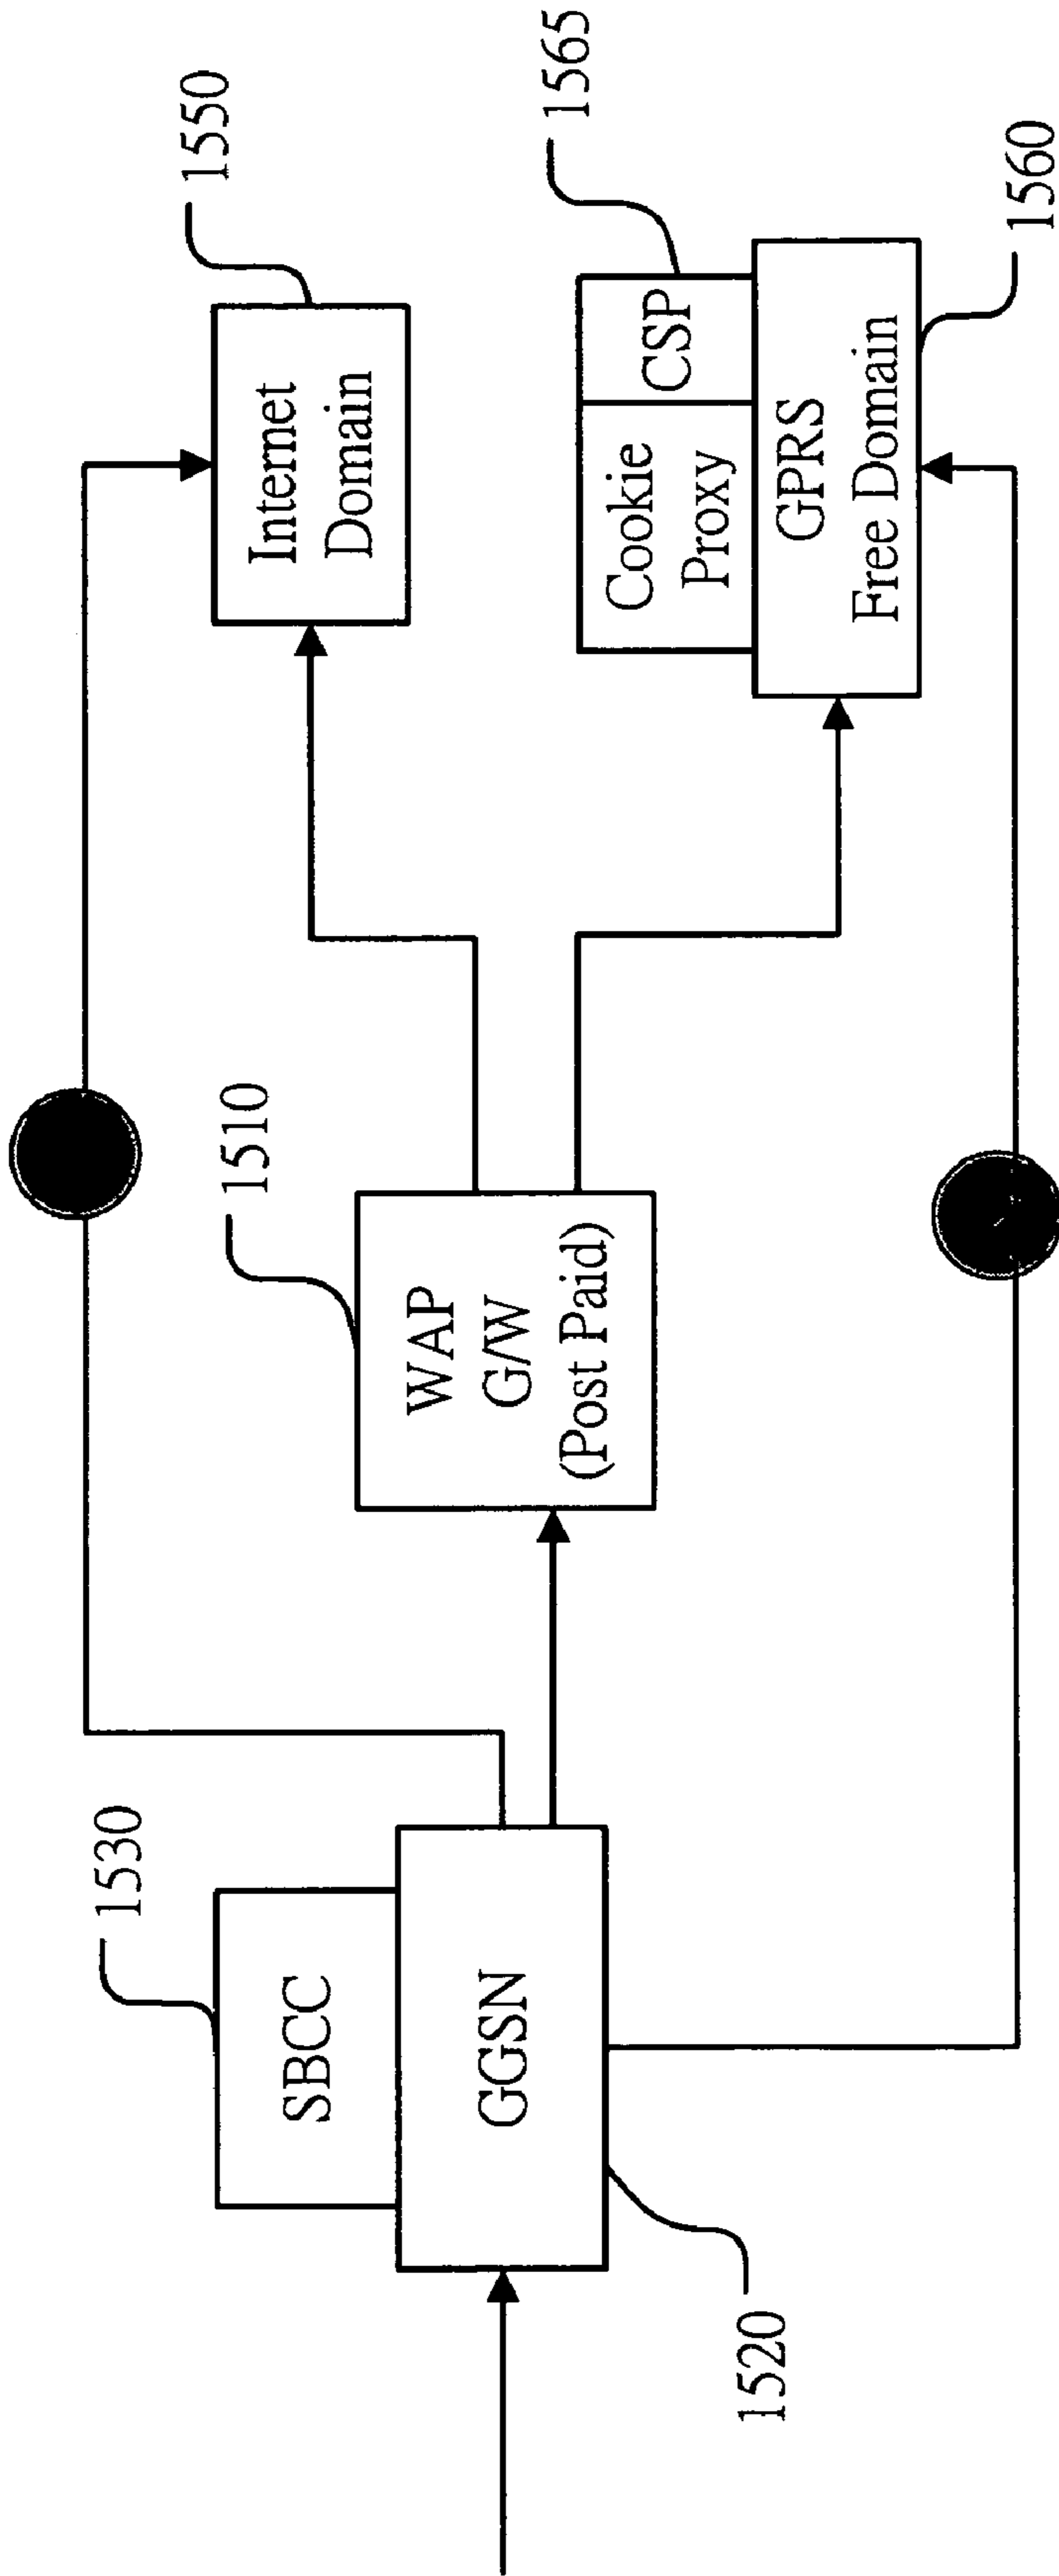 1530
SBCC
GGSN
1520
1510
WAP
G/W
(Post Paid)
1550
Internet
Domain
1565
Cookie
Proxy
CSP
GPRS
Free Domain
1560